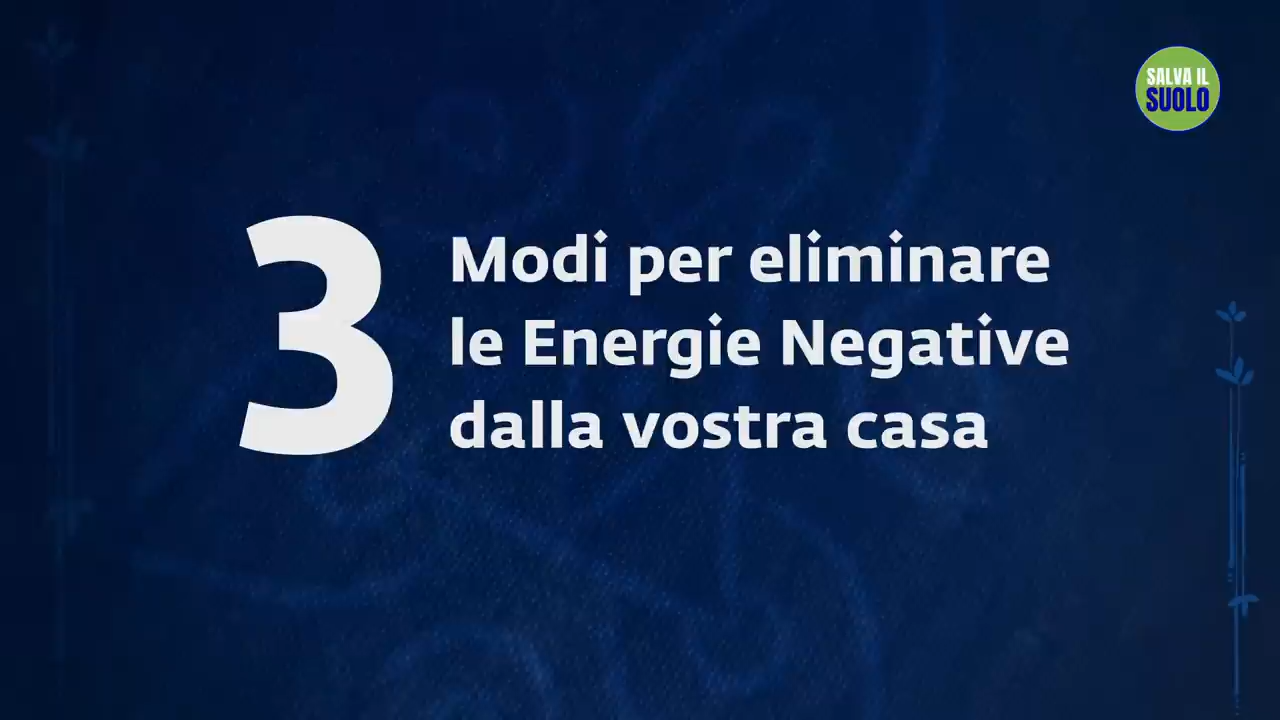 SALVA IL
SUOLO
3 Modi per eliminare
le Energie Negative
dalla vostra casa